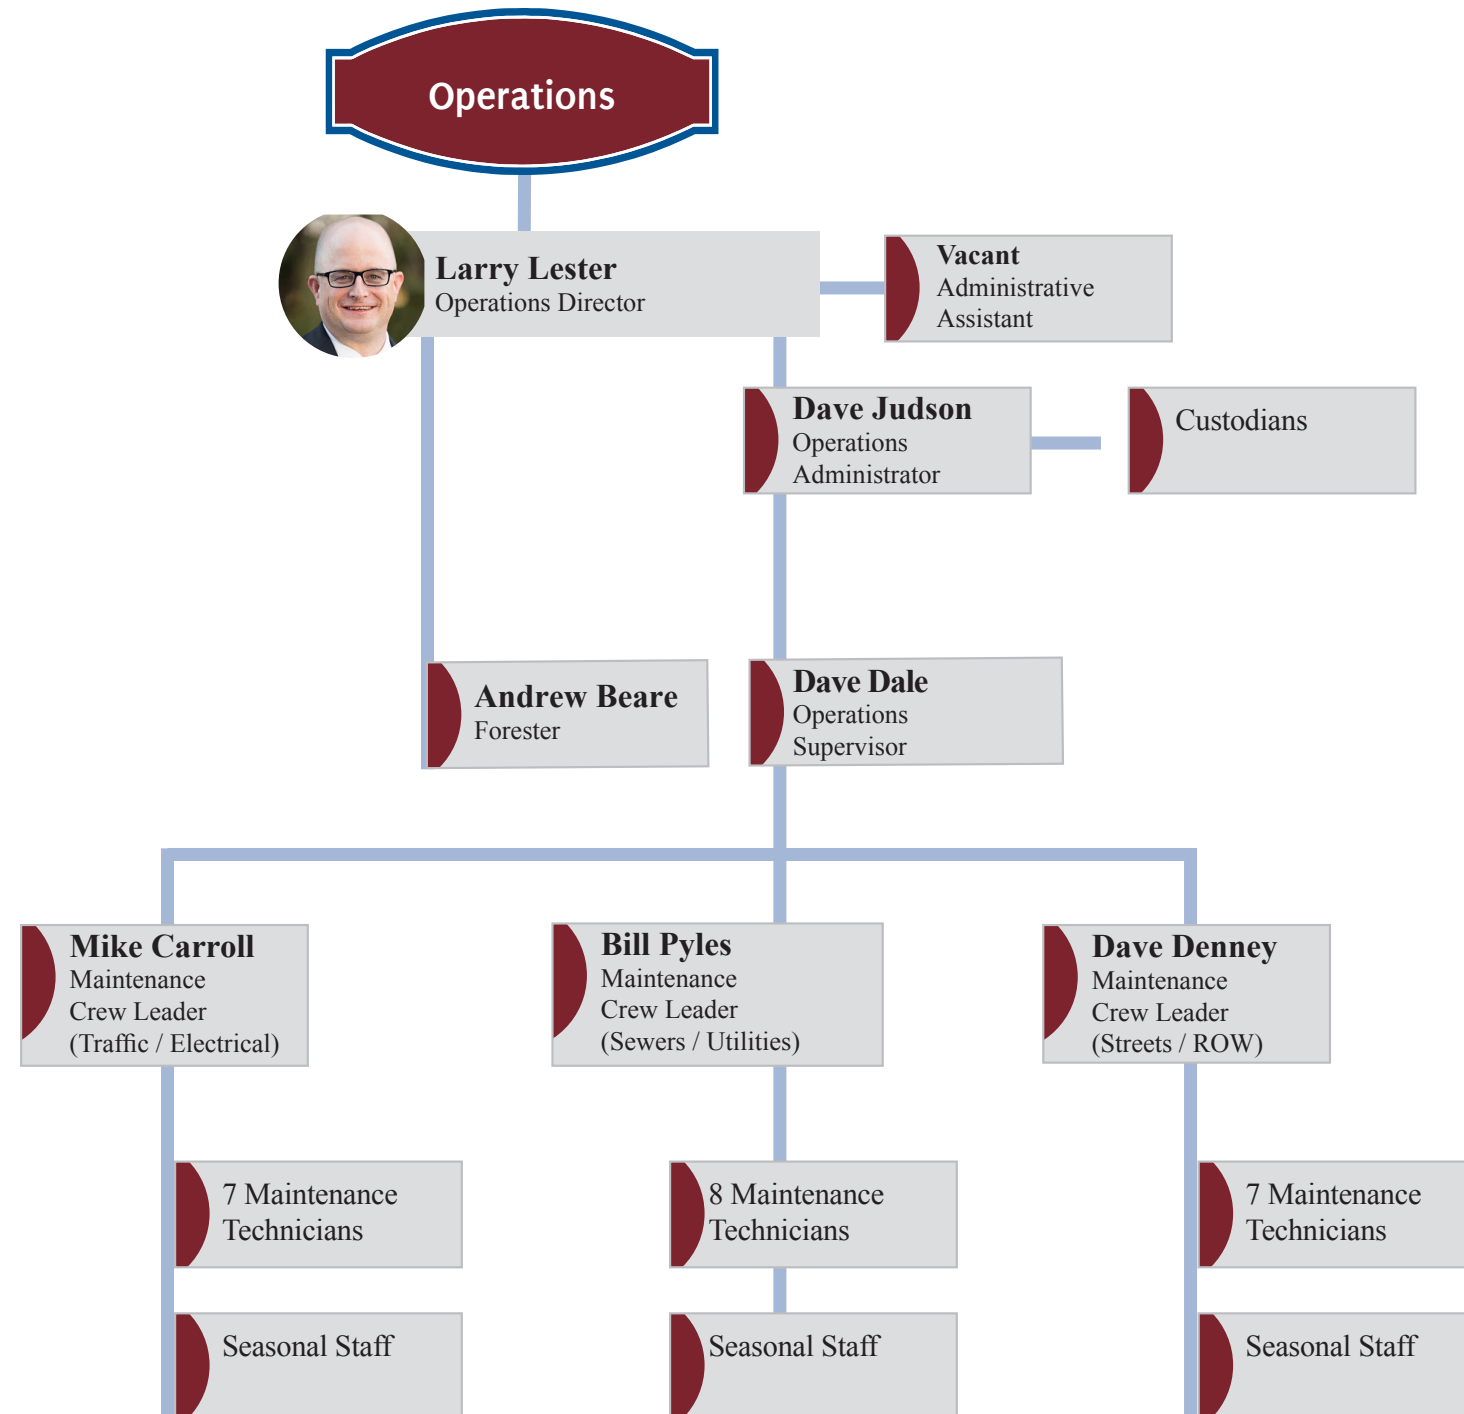 Operations
Larry Lester
Operations Director
Vacant
Administrative
Assistant
Dave Judson
Operations
Administrator
Custodians
Andrew Beare
Forester
Dave Dale
Operations
Supervisor
Mike Carroll
Maintenance
Crew Leader
(Traffic / Electrical)
Bill Pyles
Maintenance
Crew Leader
(Sewers / Utilities)
Dave Denney
Maintenance
Crew Leader
(Streets / ROW)
7 Maintenance
Technicians
8 Maintenance
Technicians
7 Maintenance
Technicians
Seasonal Staff
Seasonal Staff
Seasonal Staff